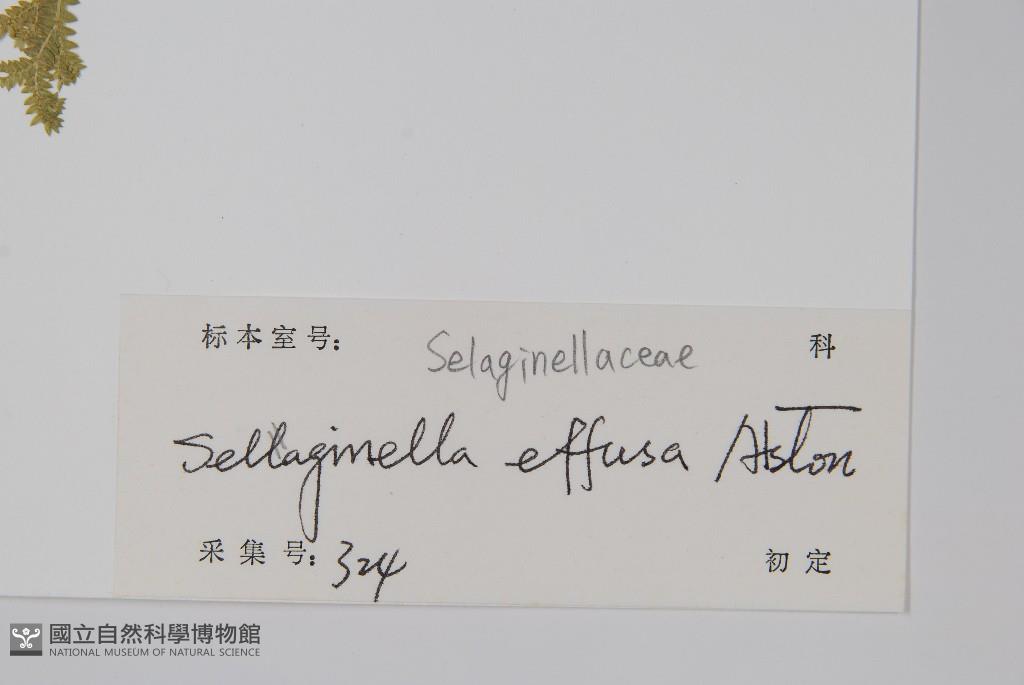 标本室号: Selaginellaceae 科
Sellaginella effusa Alston
采集号: 324 初定
國立自然科學博物館
NATIONAL MUSEUM OF NATURAL SCIENCE